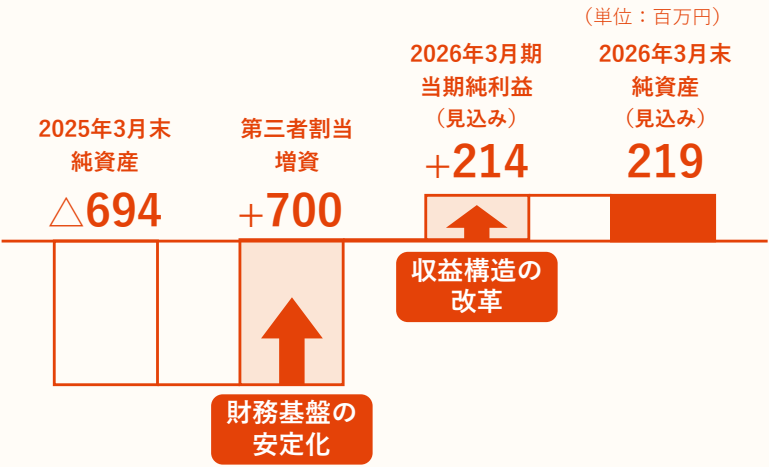 （単位：百万円）
2025年3月末
純資産
△694
第三者割当
増資
+700
2026年3月期
当期純利益
（見込み）
+214
2026年3月末
純資産
（見込み）
219
収益構造の
改革
財務基盤の
安定化